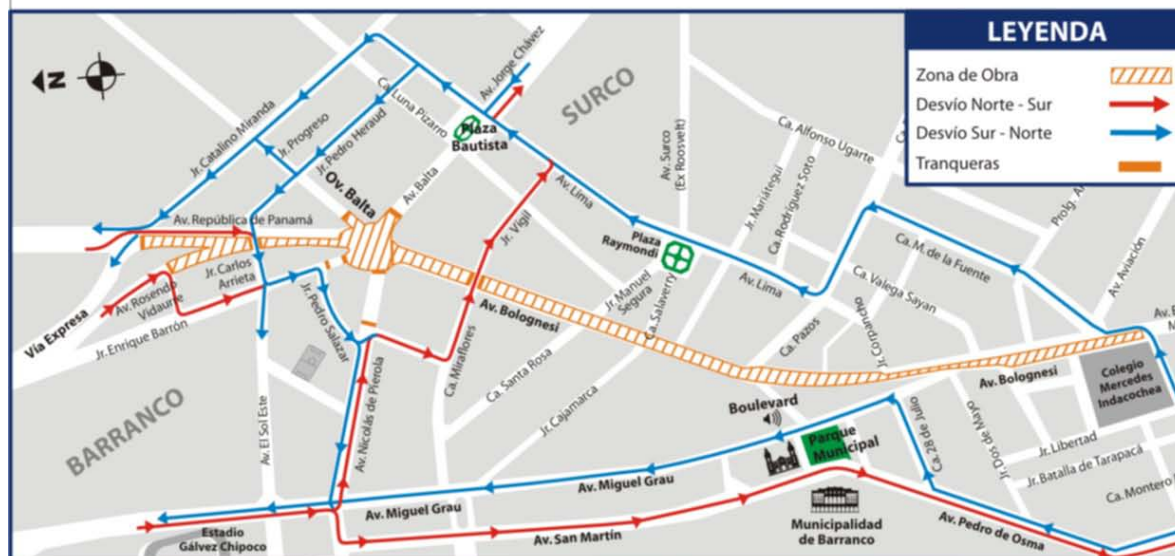 LEYENDA
Zona de Obra
Desvío Norte - Sur
Desvío Sur - Norte
Tranqueras
N
SURCO
BARRANCO
Av. Jorge Chávez
Ca. Luna Pizarro
Plaza
Bautista
Jr. Catalino Miranda
Jr. Progreso
Jr. Pedro Heraud
Ov. Balta
Av. Balta
Av. República de Panamá
Jr. Carlos
Arrieta
Av. Rosendo
Vidaurre
Vía Expresa
Jr. Enrique Barrón
Jr. Pedro Salazar
Av. El Sol Este
Av. Nicolás de Pierola
Jr. Vigil
Av. Lima
Av. Surco
(Ex Roosvelt)
Plaza
Raymondi
Jr. Manuel
Segura
Ca. Salaverry
Jr. Mariátegui
Ca. Rodríguez Soto
Ca. Alfonso Ugarte
Av. Lima
Ca. M. de la Fuente
Ca. Valega Sayan
Av. Aviación
Av. Bolognesi
Ca. Miraflores
Ca. Santa Rosa
Jr. Cajamarca
Ca. Pazos
Jr. Corpancho
Av. Bolognesi
Colegio
Mercedes
Indacochea
Boulevard
Parque
Municipal
Ca. 28 de Julio
Jr. Dos de Mayo
Jr. Libertad
Jr. Batalla de Tarapacá
Ca. Montero
Av. Miguel Grau
Av. Miguel Grau
Estadio
Gálvez Chipoco
Av. San Martín
Municipalidad
de Barranco
Av. Pedro de Osma